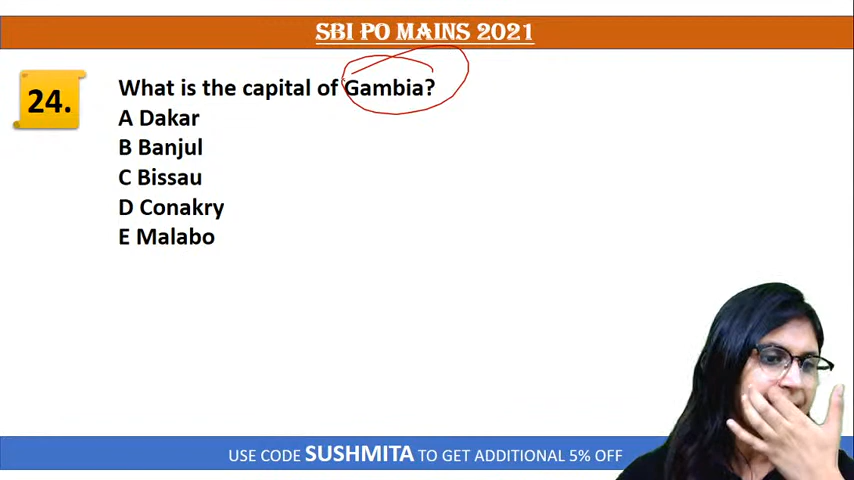 SBI PO MAINS 2021
24.
What is the capital of Gambia?
A Dakar
B Banjul
C Bissau
D Conakry
E Malabo
USE CODE SUSHMITA TO GET ADDITIONAL 5% OFF